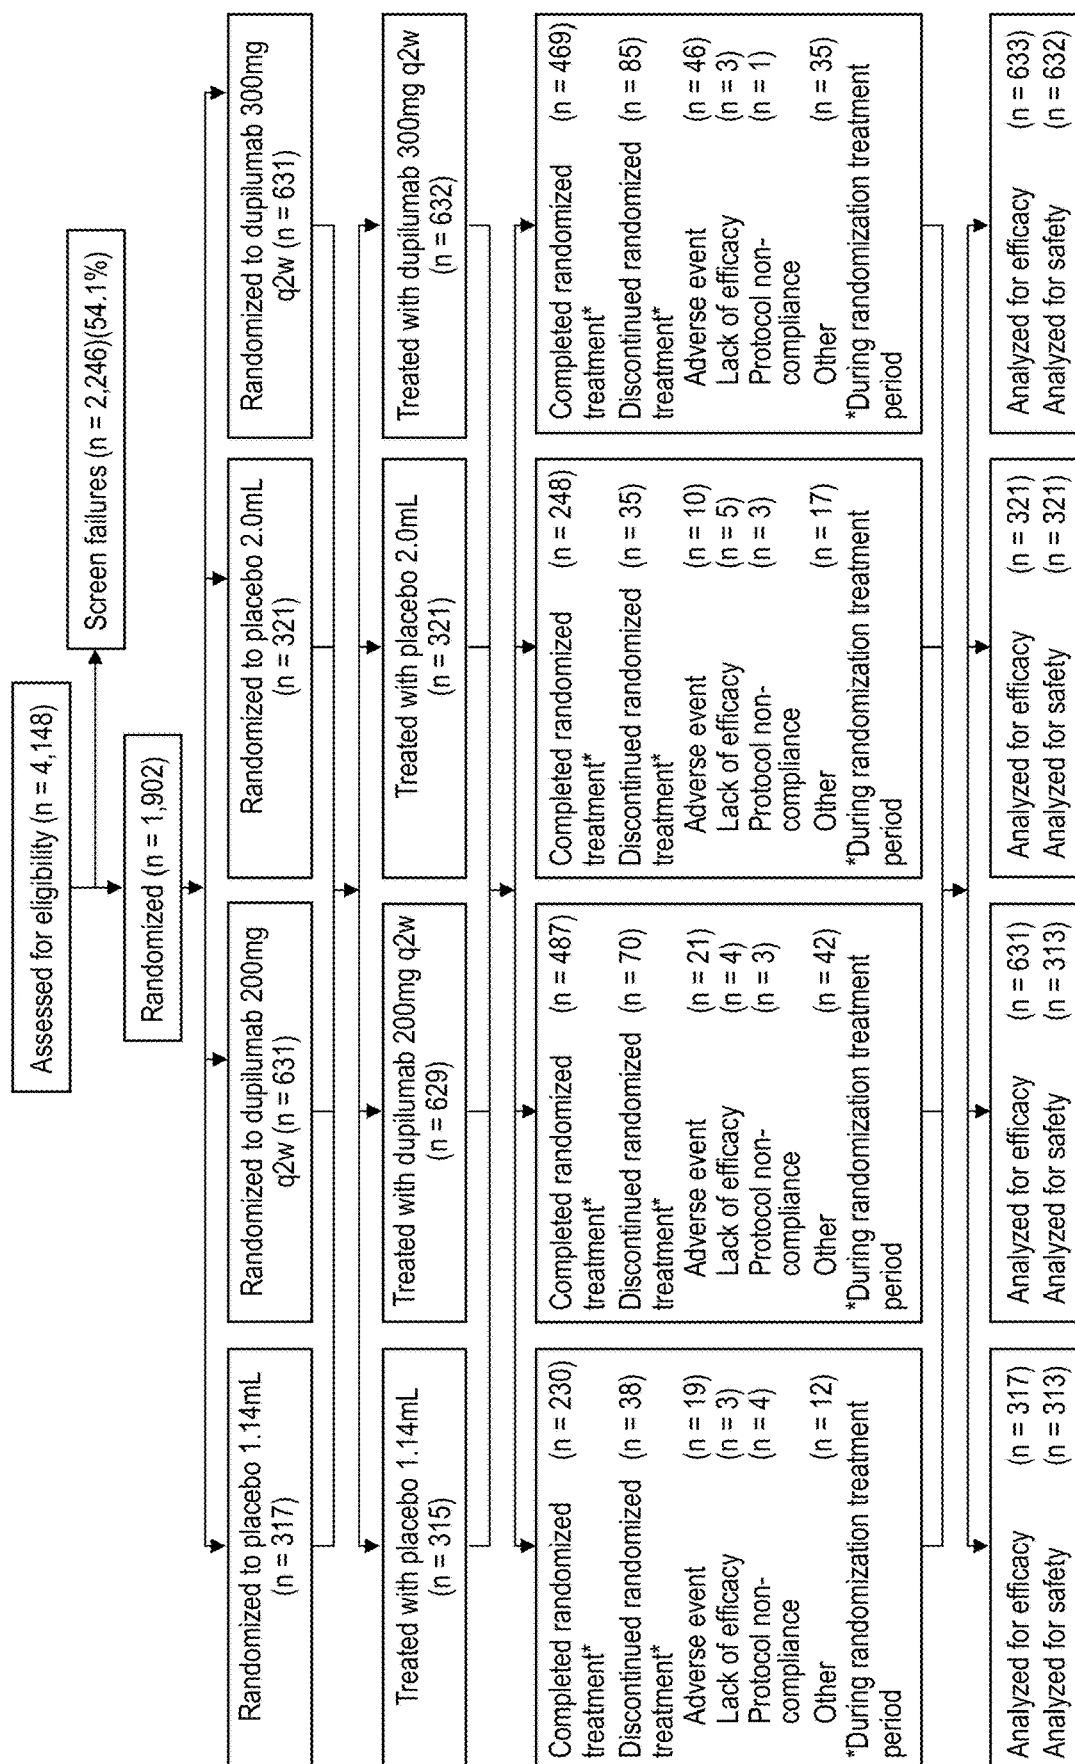 Assessed for eligibility (n = 4,148)
Screen failures (n = 2,246)(54.1%)
Randomized (n = 1,902)
Randomized to placebo 1.14mL
(n = 317)
Randomized to dupilumab 200mg
q2w (n = 631)
Randomized to placebo 2.0mL
(n = 321)
Randomized to dupilumab 300mg
q2w (n = 631)
Treated with placebo 1.14mL
(n = 315)
Treated with dupilumab 200mg q2w
(n = 629)
Treated with placebo 2.0mL
(n = 321)
Treated with dupilumab 300mg q2w
(n = 632)
Completed randomized (n = 230)
treatment*
Discontinued randomized (n = 38)
treatment*
Adverse event (n = 19)
Lack of efficacy (n = 3)
Protocol non- (n = 4)
compliance
Other (n = 12)
*During randomization treatment
period
Completed randomized (n = 487)
treatment*
Discontinued randomized (n = 70)
treatment*
Adverse event (n = 21)
Lack of efficacy (n = 4)
Protocol non- (n = 3)
compliance
Other (n = 42)
*During randomization treatment
period
Completed randomized (n = 248)
treatment*
Discontinued randomized (n = 35)
treatment*
Adverse event (n = 10)
Lack of efficacy (n = 5)
Protocol non- (n = 3)
compliance
Other (n = 17)
*During randomization treatment
period
Completed randomized (n = 469)
treatment*
Discontinued randomized (n = 85)
treatment*
Adverse event (n = 46)
Lack of efficacy (n = 3)
Protocol non- (n = 1)
compliance
Other (n = 35)
*During randomization treatment
period
Analyzed for efficacy (n = 317)
Analyzed for safety (n = 313)
Analyzed for efficacy (n = 631)
Analyzed for safety (n = 313)
Analyzed for efficacy (n = 321)
Analyzed for safety (n = 321)
Analyzed for efficacy (n = 633)
Analyzed for safety (n = 632)